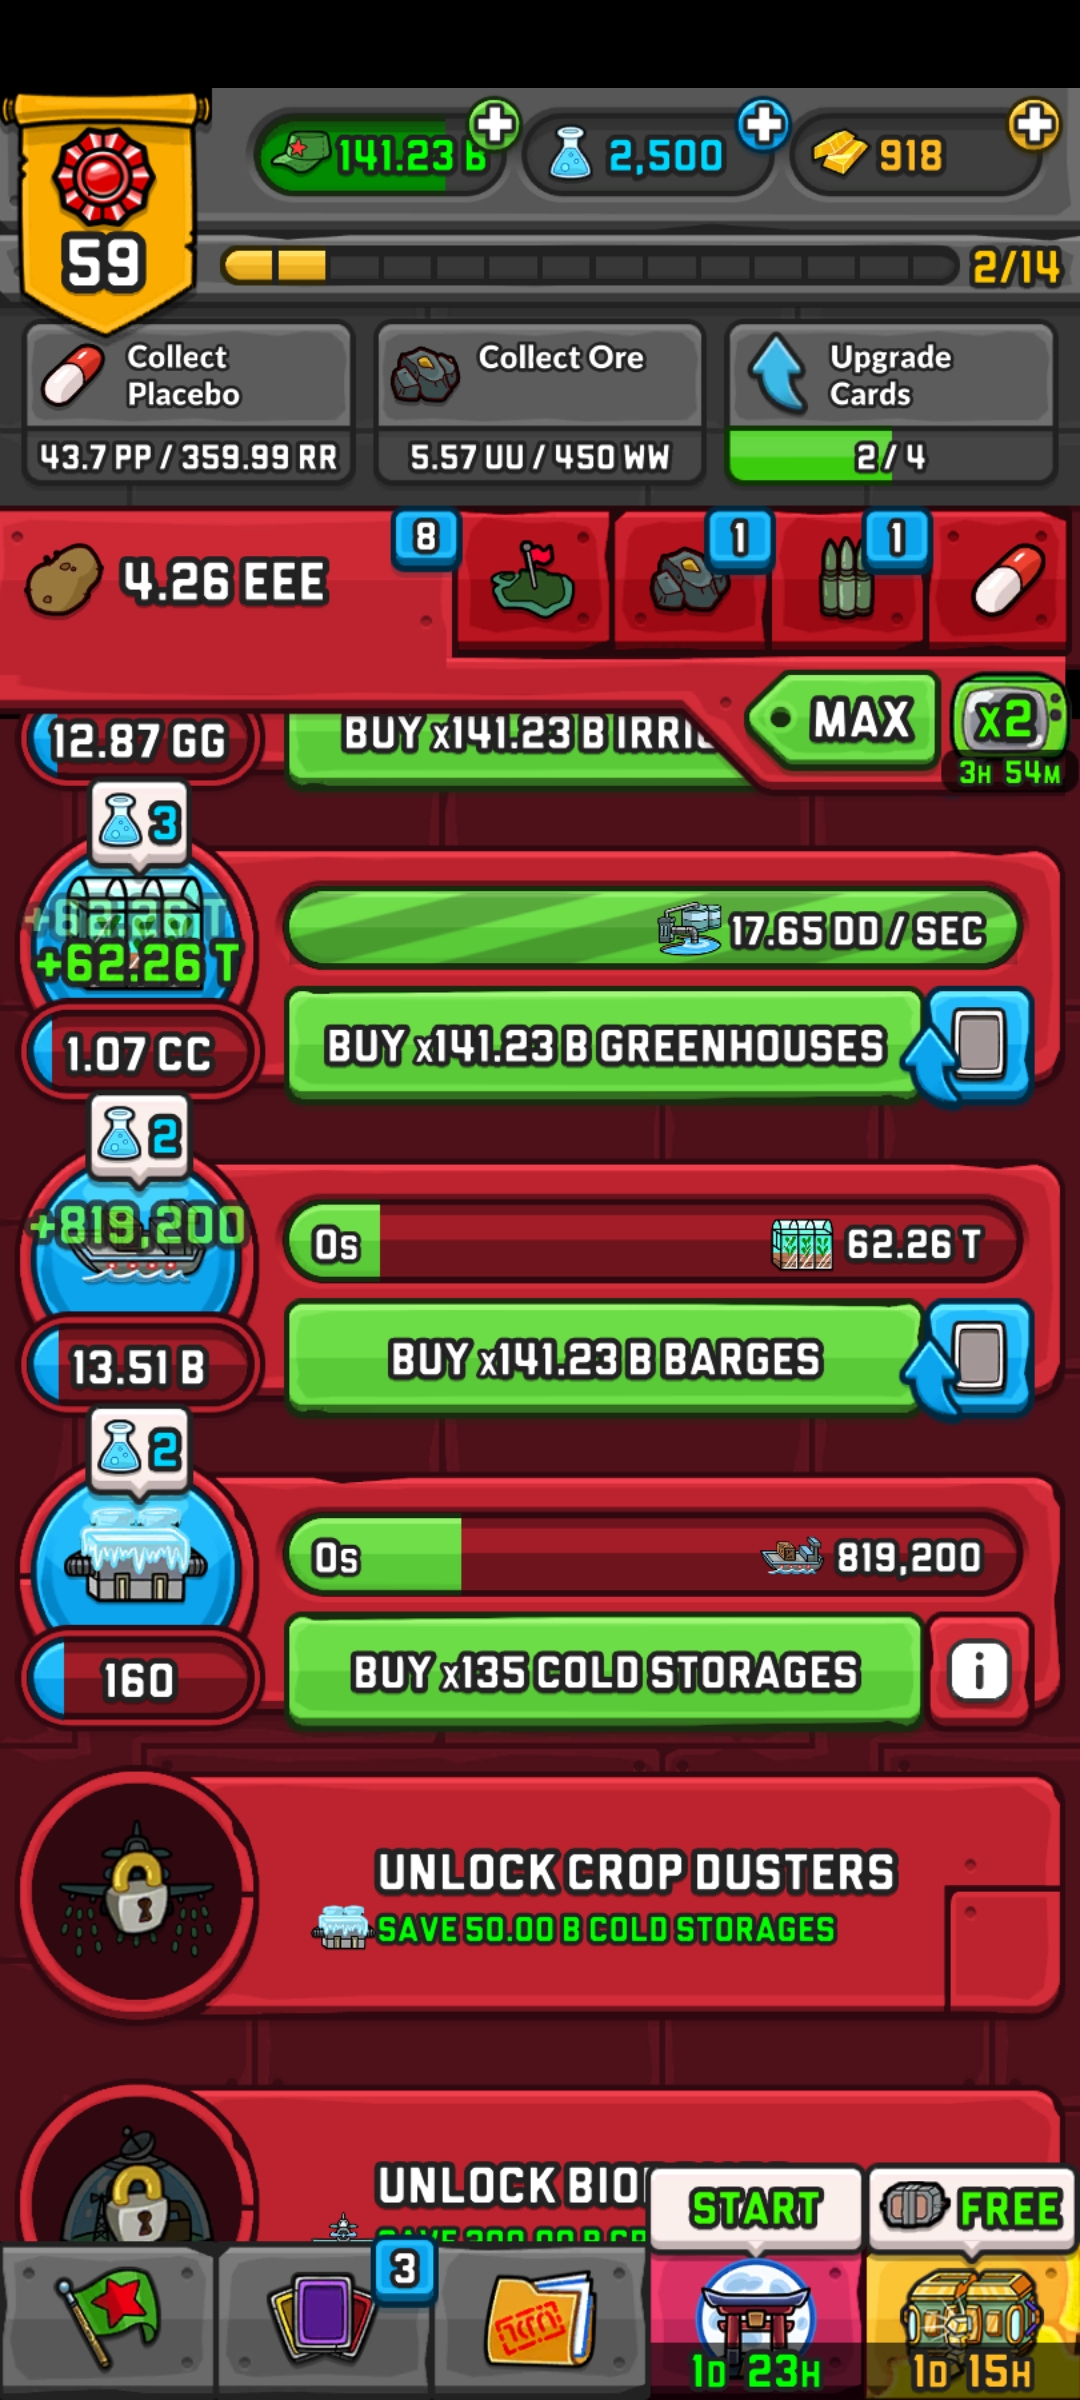 141.23 B
2,500
918
59
2/14
Collect
Placebo
43.7 PP / 359.99 RR
Collect Ore
5.57 UU / 450 WW
Upgrade
Cards
2/4
4.26 EEE
8
1
1
MAX
x2
3H 54M
12.87 GG
BUY x141.23 B IRRI
3
+62.26 T
+62.26 T
17.65 DD / SEC
1.07 CC
BUY x141.23 B GREENHOUSES
2
+819,200
0s
62.26 T
13.51 B
BUY x141.23 B BARGES
2
0s
819,200
160
BUY x135 COLD STORAGES
i
UNLOCK CROP DUSTERS
SAVE 50.00 B COLD STORAGES
UNLOCK BIO
START
FREE
3
1D 23H
1D 15H